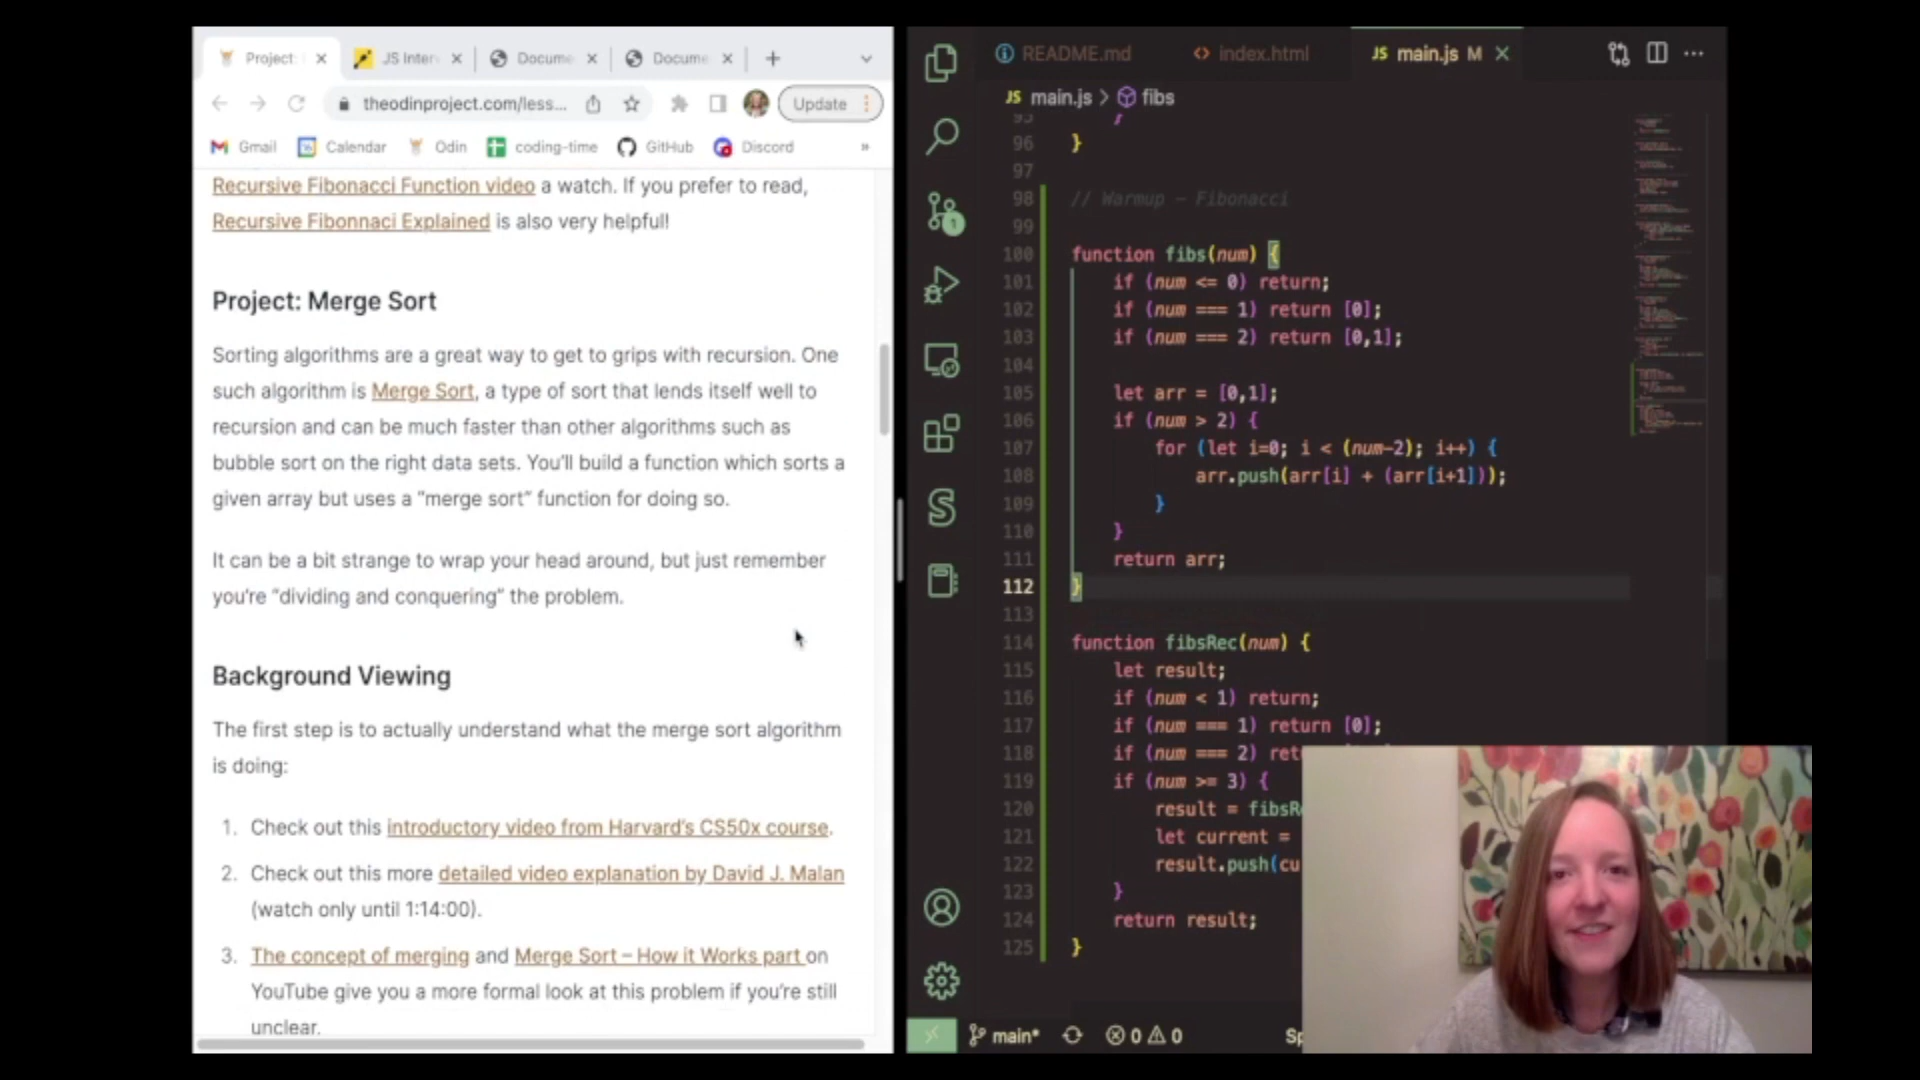 Project:
JS Inter
Docume
Docume
theodinproject.com/less...
Update
Gmail
Calendar
Odin
coding-time
GitHub
Discord
»
Recursive Fibonacci Function video a watch. If you prefer to read,
Recursive Fibonnaci Explained is also very helpful!
Project: Merge Sort
Sorting algorithms are a great way to get to grips with recursion. One
such algorithm is Merge Sort, a type of sort that lends itself well to
recursion and can be much faster than other algorithms such as
bubble sort on the right data sets. You'll build a function which sorts a
given array but uses a "merge sort" function for doing so.
It can be a bit strange to wrap your head around, but just remember
you're "dividing and conquering" the problem.
Background Viewing
The first step is to actually understand what the merge sort algorithm
is doing:
1. Check out this introductory video from Harvard's CS50x course.
2. Check out this more detailed video explanation by David J. Malan
(watch only until 1:14:00).
3. The concept of merging and Merge Sort – How it Works part on
YouTube give you a more formal look at this problem if you're still
unclear.
README.md
<> index.html
JS main.js M
JS main.js > fibs
95 }
96 }
97
98 // Warmup - Fibonacci
99
100 function fibs(num) {
101 if (num <= 0) return;
102 if (num === 1) return [0];
103 if (num === 2) return [0,1];
104
105 let arr = [0,1];
106 if (num > 2) {
107 for (let i=0; i < (num-2); i++) {
108 arr.push(arr[i] + (arr[i+1]));
109 }
110 }
111 return arr;
112 }
113
114 function fibsRec(num) {
115 let result;
116 if (num < 1) return;
117 if (num === 1) return [0];
118 if (num === 2) ret
119 if (num >= 3) {
120 result = fibsR
121 let current =
122 result.push(cu
123 }
124 return result;
125 }
1
main*
0
0
Sp